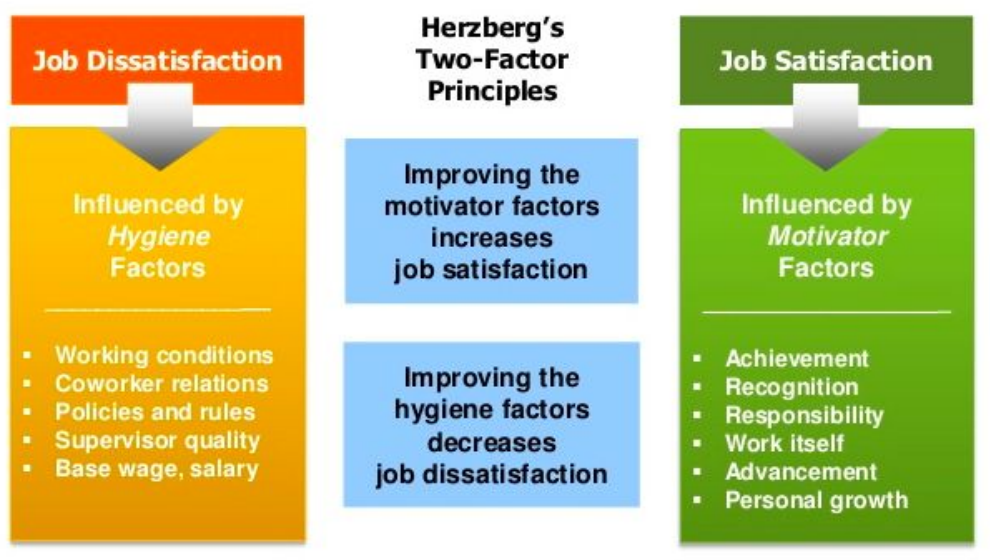 Job Dissatisfaction
Influenced by
Hygiene
Factors
▪ Working conditions
▪ Coworker relations
▪ Policies and rules
▪ Supervisor quality
▪ Base wage, salary
Herzberg's
Two-Factor
Principles
Improving the
motivator factors
increases
job satisfaction
Improving the
hygiene factors
decreases
job dissatisfaction
Job Satisfaction
Influenced by
Motivator
Factors
▪ Achievement
▪ Recognition
▪ Responsibility
▪ Work itself
▪ Advancement
▪ Personal growth